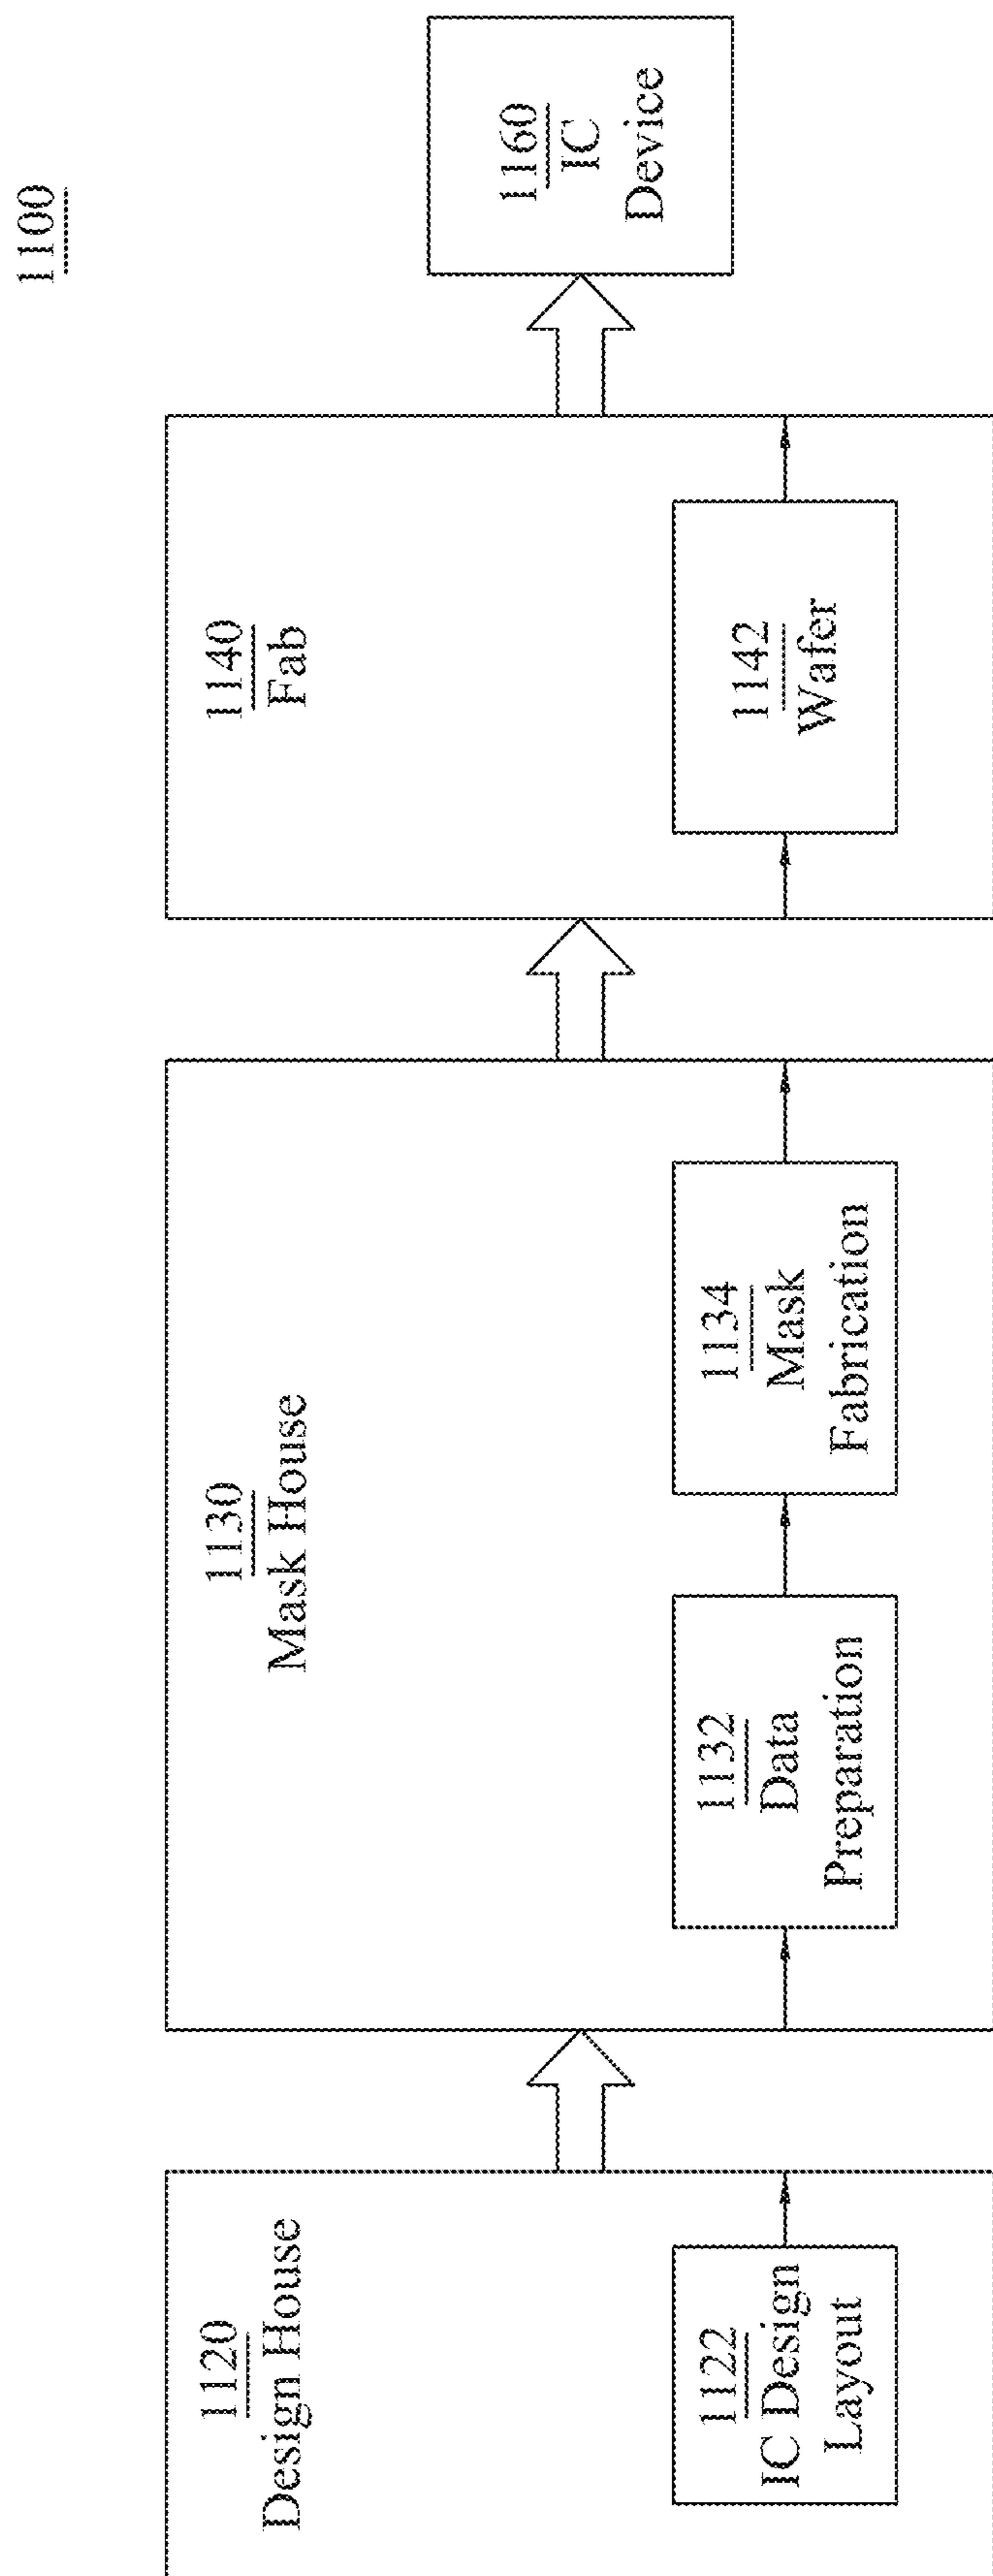 1100
1120
Design House
1122
IC Design
Layout
1130
Mask House
1132
Data
Preparation
1134
Mask
Fabrication
1140
Fab
1142
Wafer
1160
IC
Device